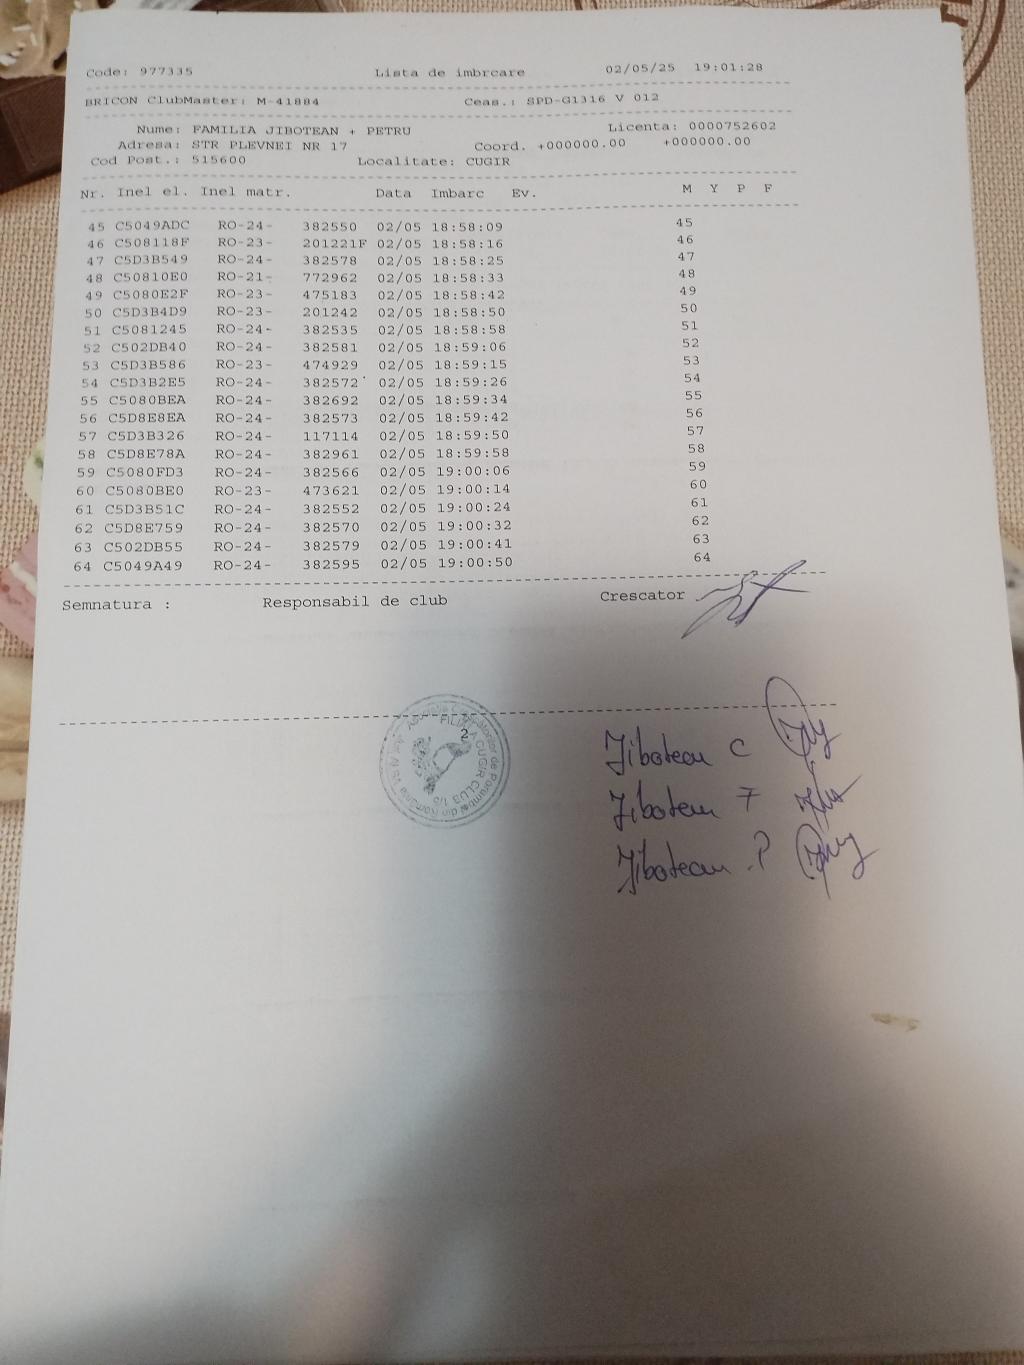 Code: 977335 Lista de imbrcare 02/05/25 19:01:28
BRICON ClubMaster: M-41884 Ceas.: SPD-G1316 V 012
Nume: FAMILIA JIBOTEAN + PETRU Licenta: 0000752602
Adresa: STR PLEVNEI NR 17 Coord. +000000.00 +000000.00
Cod Post.: 515600 Localitate: CUGIR
Nr. Inel el. Inel matr. Data Imbarc Ev. M Y P F
45 C5049ADC RO-24- 382550 02/05 18:58:09 45
46 C508118F RO-23- 201221F 02/05 18:58:16 46
47 C5D3B549 RO-24- 382578 02/05 18:58:25 47
48 C50810E0 RO-21- 772962 02/05 18:58:33 48
49 C5080E2F RO-23- 475183 02/05 18:58:42 49
50 C5D3B4D9 RO-23- 201242 02/05 18:58:50 50
51 C5081245 RO-24- 382535 02/05 18:58:58 51
52 C502DB40 RO-24- 382581 02/05 18:59:06 52
53 C5D3B586 RO-23- 474929 02/05 18:59:15 53
54 C5D3B2E5 RO-24- 382572 02/05 18:59:26 54
55 C5080BEA RO-24- 382692 02/05 18:59:34 55
56 C5D8E8EA RO-24- 382573 02/05 18:59:42 56
57 C5D3B326 RO-24- 117114 02/05 18:59:50 57
58 C5D8E78A RO-24- 382961 02/05 18:59:58 58
59 C5080FD3 RO-24- 382566 02/05 19:00:06 59
60 C5080BE0 RO-23- 473621 02/05 19:00:14 60
61 C5D3B51C RO-24- 382552 02/05 19:00:24 61
62 C5D8E759 RO-24- 382570 02/05 19:00:32 62
63 C502DB55 RO-24- 382579 02/05 19:00:41 63
64 C5049A49 RO-24- 382595 02/05 19:00:50 64
Semnatura : Responsabil de club Crescator
2
FILIALA CUGIR CLUB 1/5
Jibotean C
Jibotean F
Jibotean P